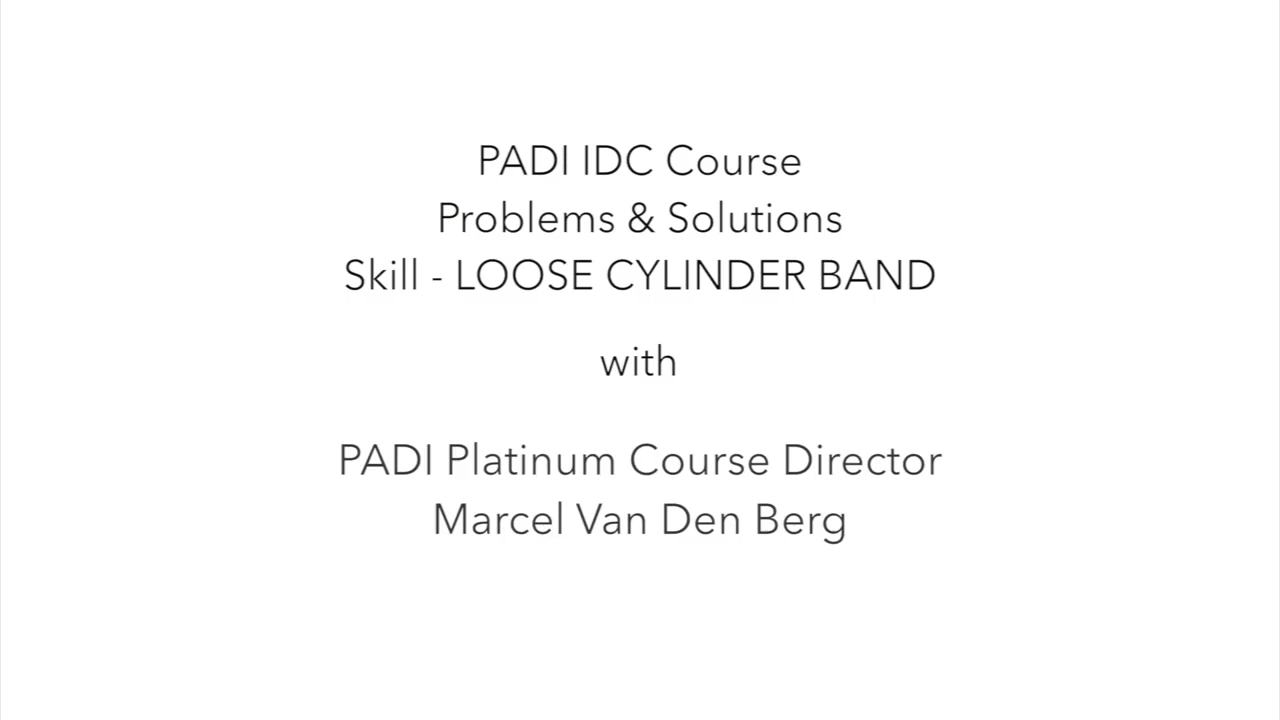 PADI IDC Course
Problems & Solutions
Skill - LOOSE CYLINDER BAND
with
PADI Platinum Course Director
Marcel Van Den Berg